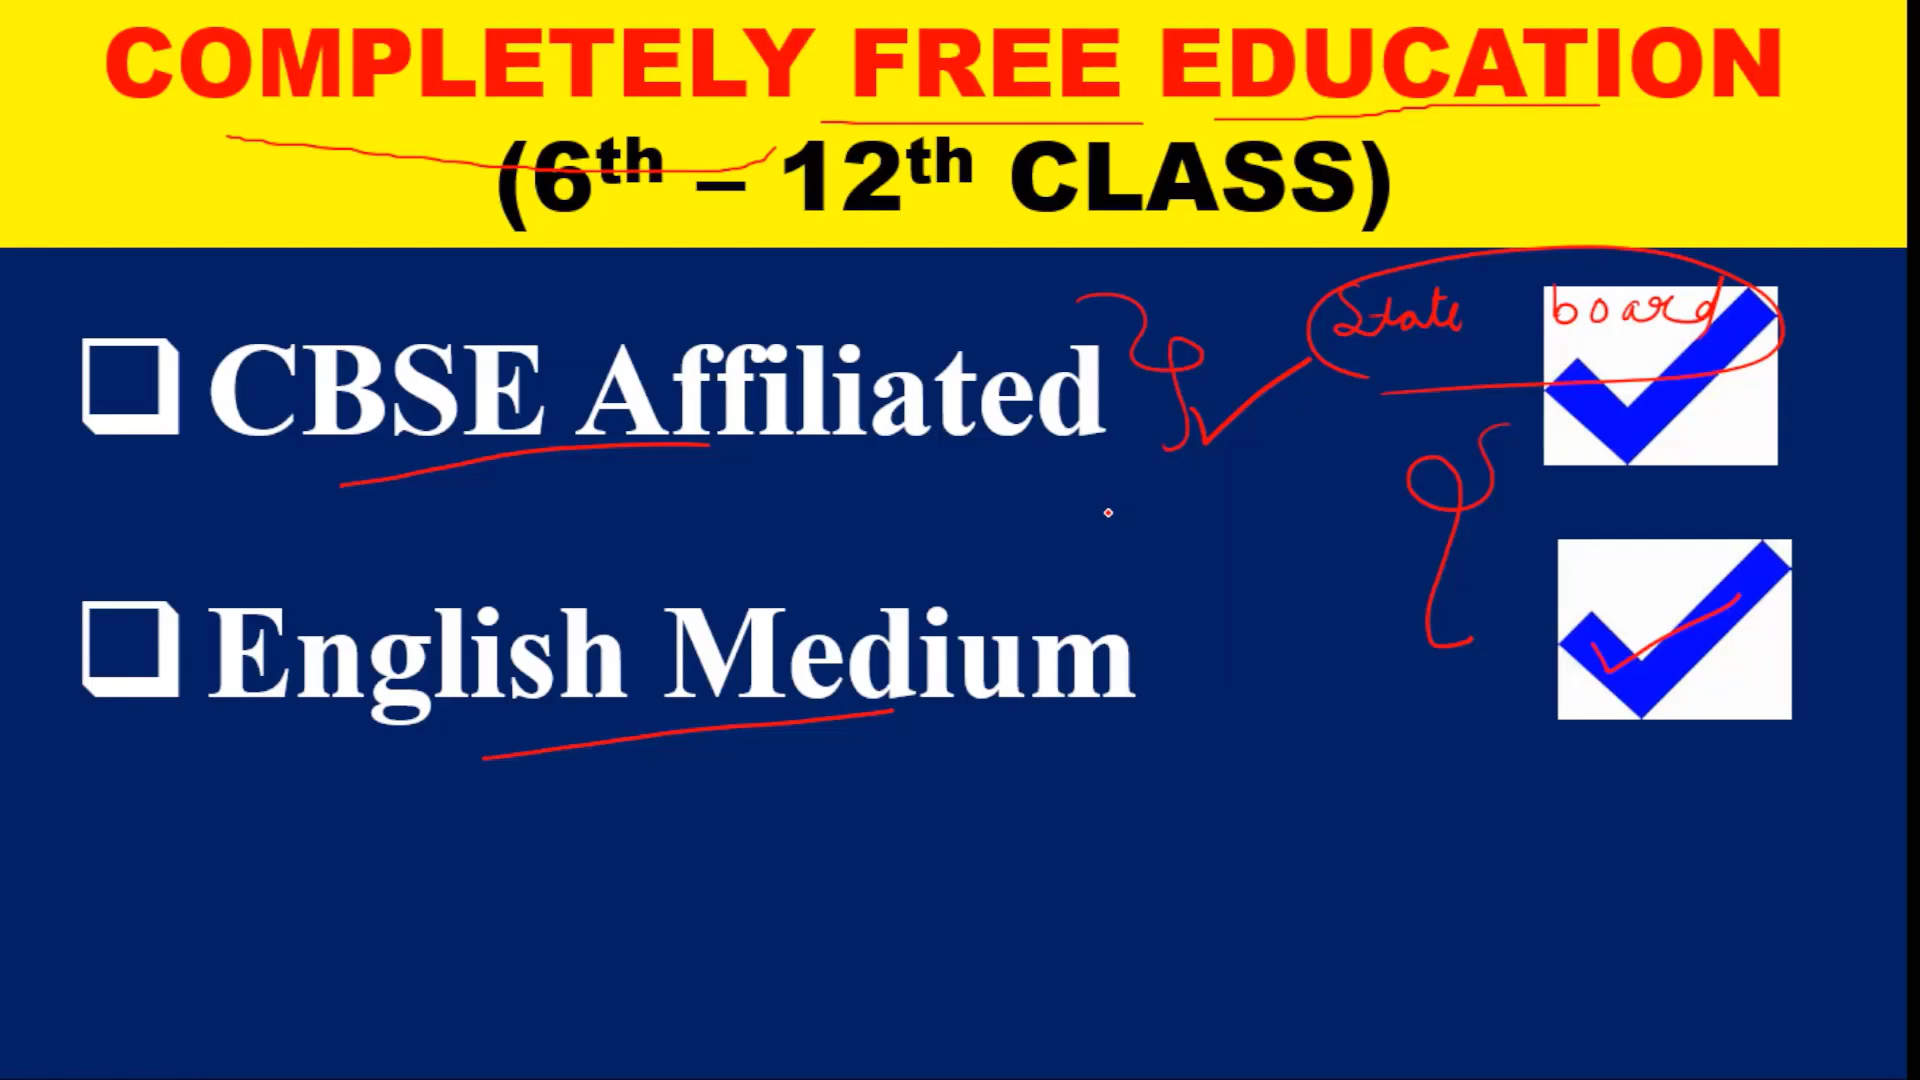 COMPLETELY FREE EDUCATION
(6th – 12th CLASS)
State board
CBSE Affiliated
English Medium